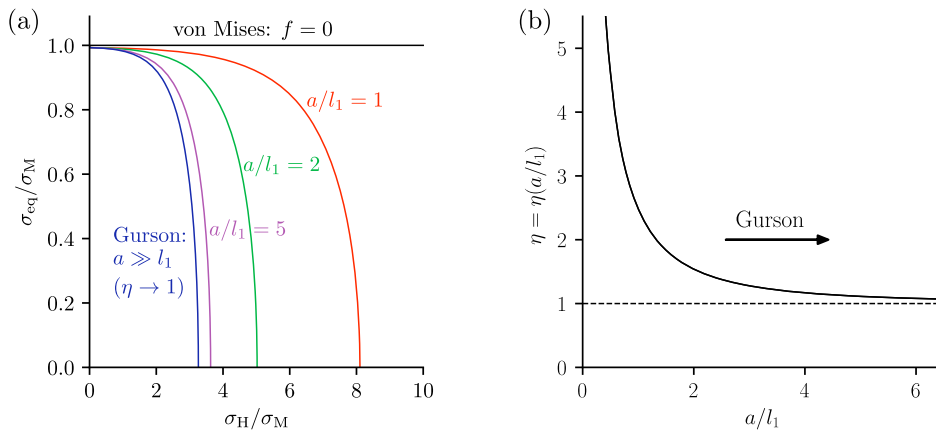 (a)
von Mises: f = 0
1.0
0.8
0.6
0.4
0.2
0.0
σeq/σM
a/l₁ = 1
a/l₁ = 2
a/l₁ = 5
Gurson:
a ≫ l₁
(η → 1)
0 2 4 6 8 10
σH/σM
(b)
5
4
3
2
1
0
η = η(a/l₁)
Gurson
0 2 4 6
a/l₁